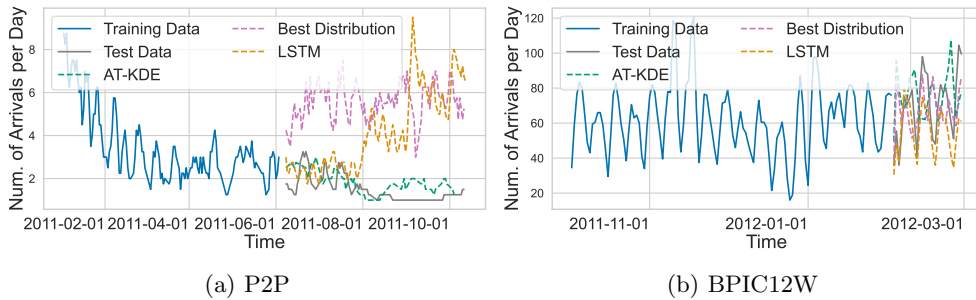 Num. of Arrivals per Day
8
6
4
2
Training Data
Test Data
AT-KDE
Best Distribution
LSTM
2011-02-01
2011-04-01
2011-06-01
2011-08-01
2011-10-01
Time
(a) P2P
Num. of Arrivals per Day
120
100
80
60
40
20
Training Data
Test Data
AT-KDE
Best Distribution
LSTM
2011-11-01
2012-01-01
2012-03-01
Time
(b) BPIC12W